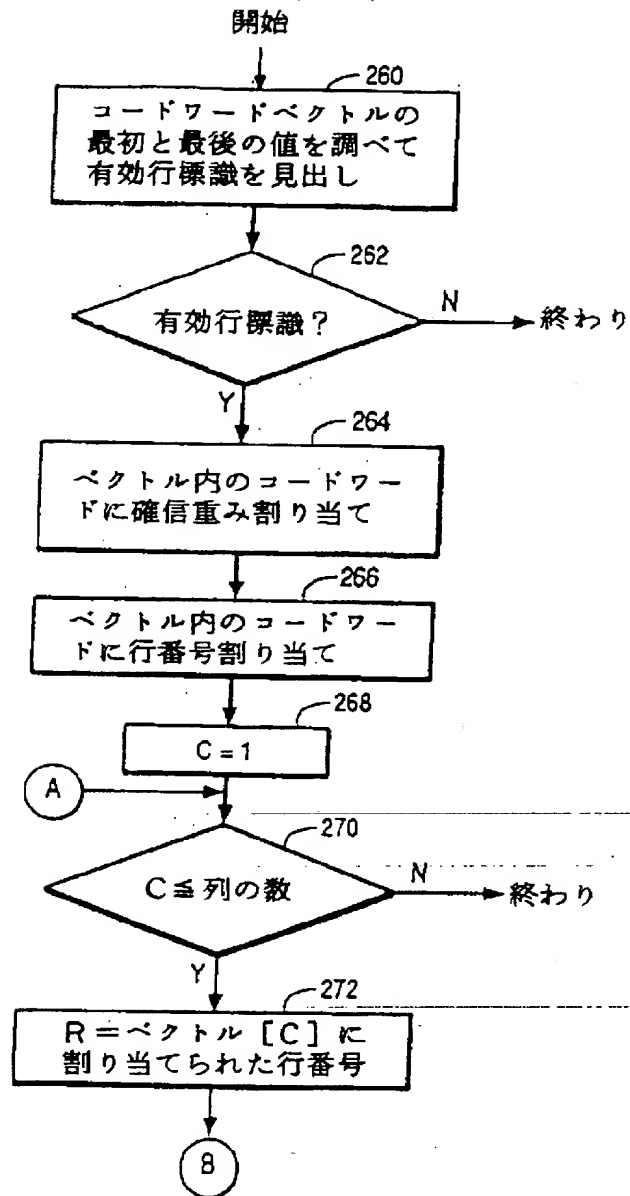 開始
260
コードワードベクトルの
最初と最後の値を調べて
有効行標識を見出し
262
有効行標識?
N
終わり
Y
264
ベクトル内のコードワー
ドに確信重み割り当て
266
ベクトル内のコードワー
ドに行番号割り当て
268
C=1
A
270
C≦列の数
N
終わり
Y
272
R=ベクトル[C]に
割り当てられた行番号
B